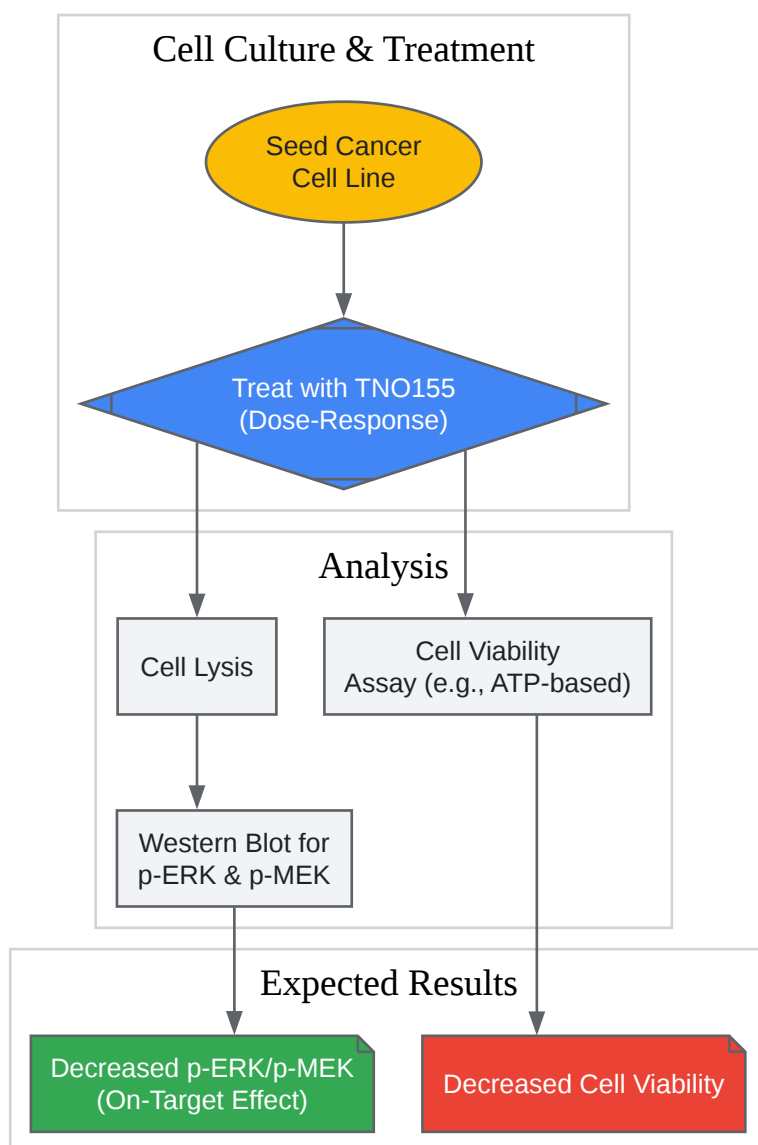 Cell Culture & Treatment
Seed Cancer
Cell Line
Treat with TNO155
(Dose-Response)
Analysis
Cell Lysis
Cell Viability
Assay (e.g., ATP-based)
Western Blot for
p-ERK & p-MEK
Expected Results
Decreased p-ERK/p-MEK
(On-Target Effect)
Decreased Cell Viability